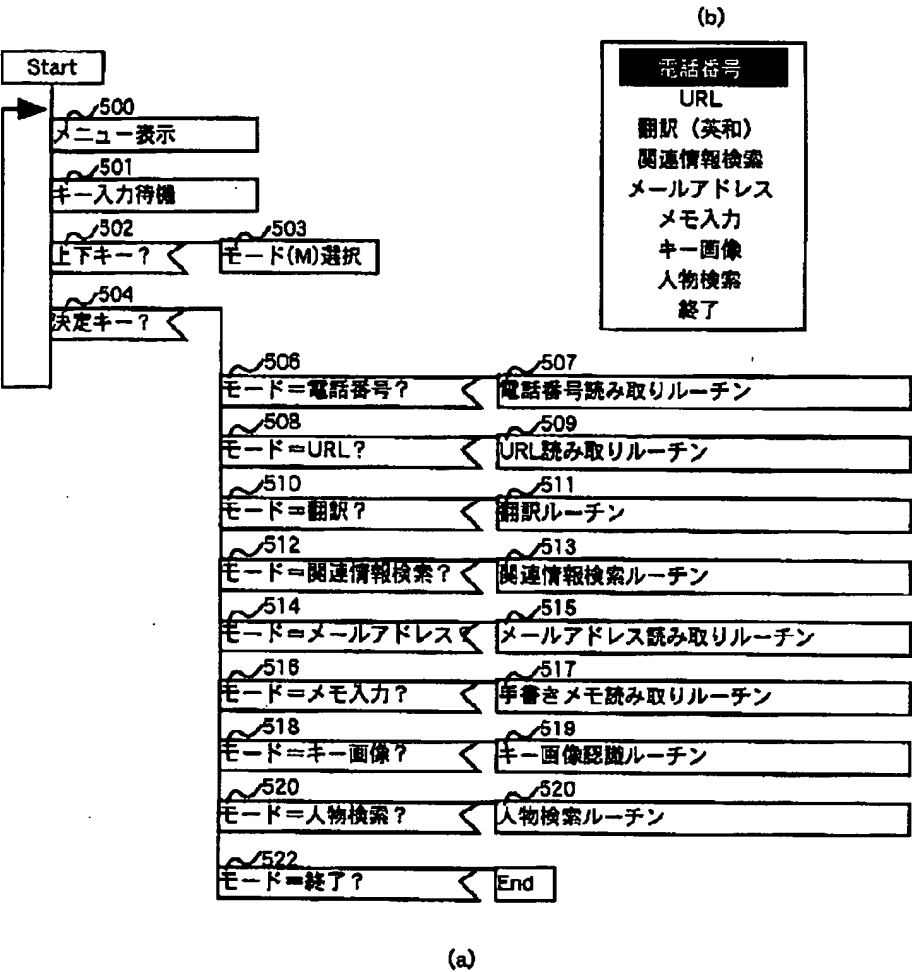 (b)
電話番号
URL
翻訳（英和）
関連情報検索
メールアドレス
メモ入力
キー画像
人物検索
終了
Start
500
メニュー表示
501
キー入力待機
502
上下キー？
503
モード(M)選択
504
決定キー？
506
モード＝電話番号？
507
電話番号読み取りルーチン
508
モード＝URL？
509
URL読み取りルーチン
510
モード＝翻訳？
511
翻訳ルーチン
512
モード＝関連情報検索？
513
関連情報検索ルーチン
514
モード＝メールアドレス？
515
メールアドレス読み取りルーチン
516
モード＝メモ入力？
517
手書きメモ読み取りルーチン
518
モード＝キー画像？
519
キー画像認識ルーチン
520
モード＝人物検索？
520
人物検索ルーチン
522
モード＝終了？
End
(a)